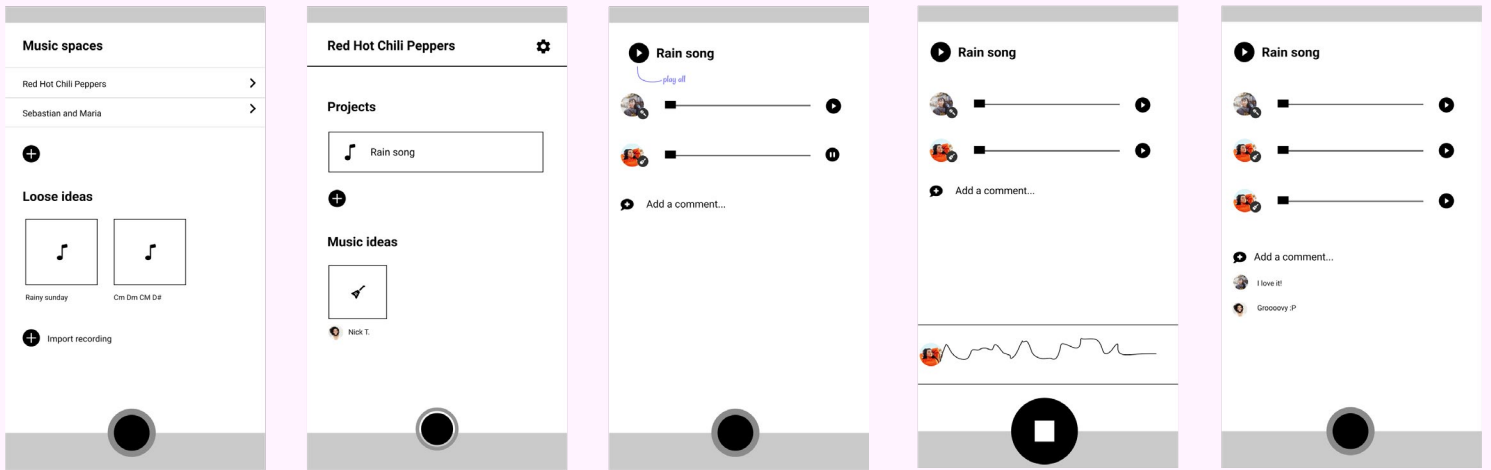 Music spaces
Red Hot Chili Peppers
Sebastian and Maria
Loose ideas
Rainy sunday
Cm Dm CM D#
Import recording
Red Hot Chili Peppers
Projects
Rain song
Music ideas
Nick T.
Rain song
play all
Add a comment...
Rain song
Add a comment...
Rain song
Add a comment...
I love it!
Groooovy :P